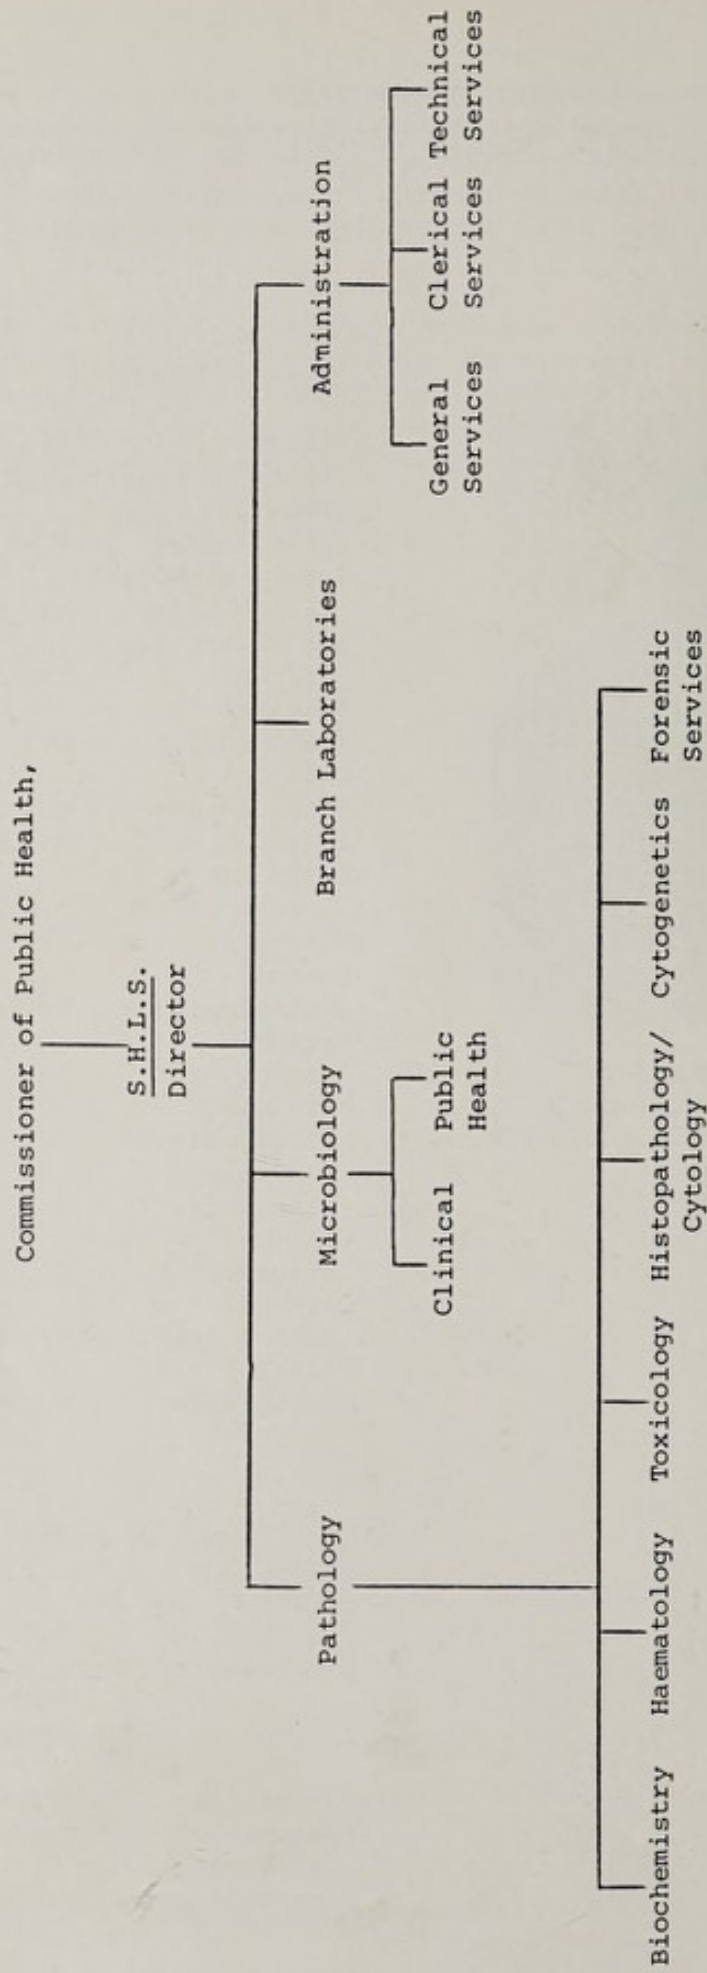 Commissioner of Public Health,
S.H.L.S.
Director
Pathology
Microbiology
Branch Laboratories
Administration
Clinical
Public
Health
General
Services
Clerical
Services
Technical
Services
Biochemistry
Haematology
Toxicology
Histopathology/
Cytology
Cytogenetics
Forensic
Services